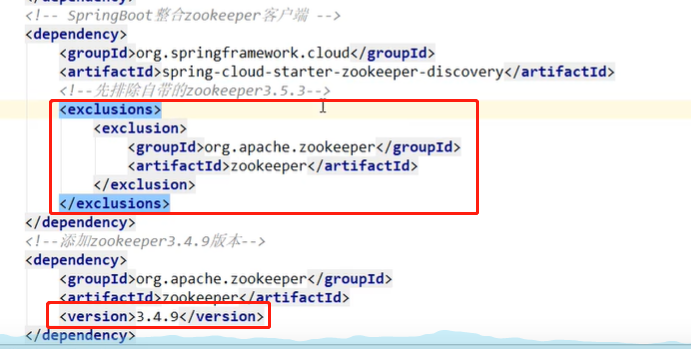 <!-- SpringBoot整合zookeeper客户端 -->
<dependency>
<groupId>org.springframework.cloud</groupId>
<artifactId>spring-cloud-starter-zookeeper-discovery</artifactId>
<!--先排除自带的zookeeper3.5.3-->
<exclusions>
<exclusion>
<groupId>org.apache.zookeeper</groupId>
<artifactId>zookeeper</artifactId>
</exclusion>
</exclusions>
</dependency>
<!--添加zookeeper3.4.9版本-->
<dependency>
<groupId>org.apache.zookeeper</groupId>
<artifactId>zookeeper</artifactId>
<version>3.4.9</version>
</dependency>